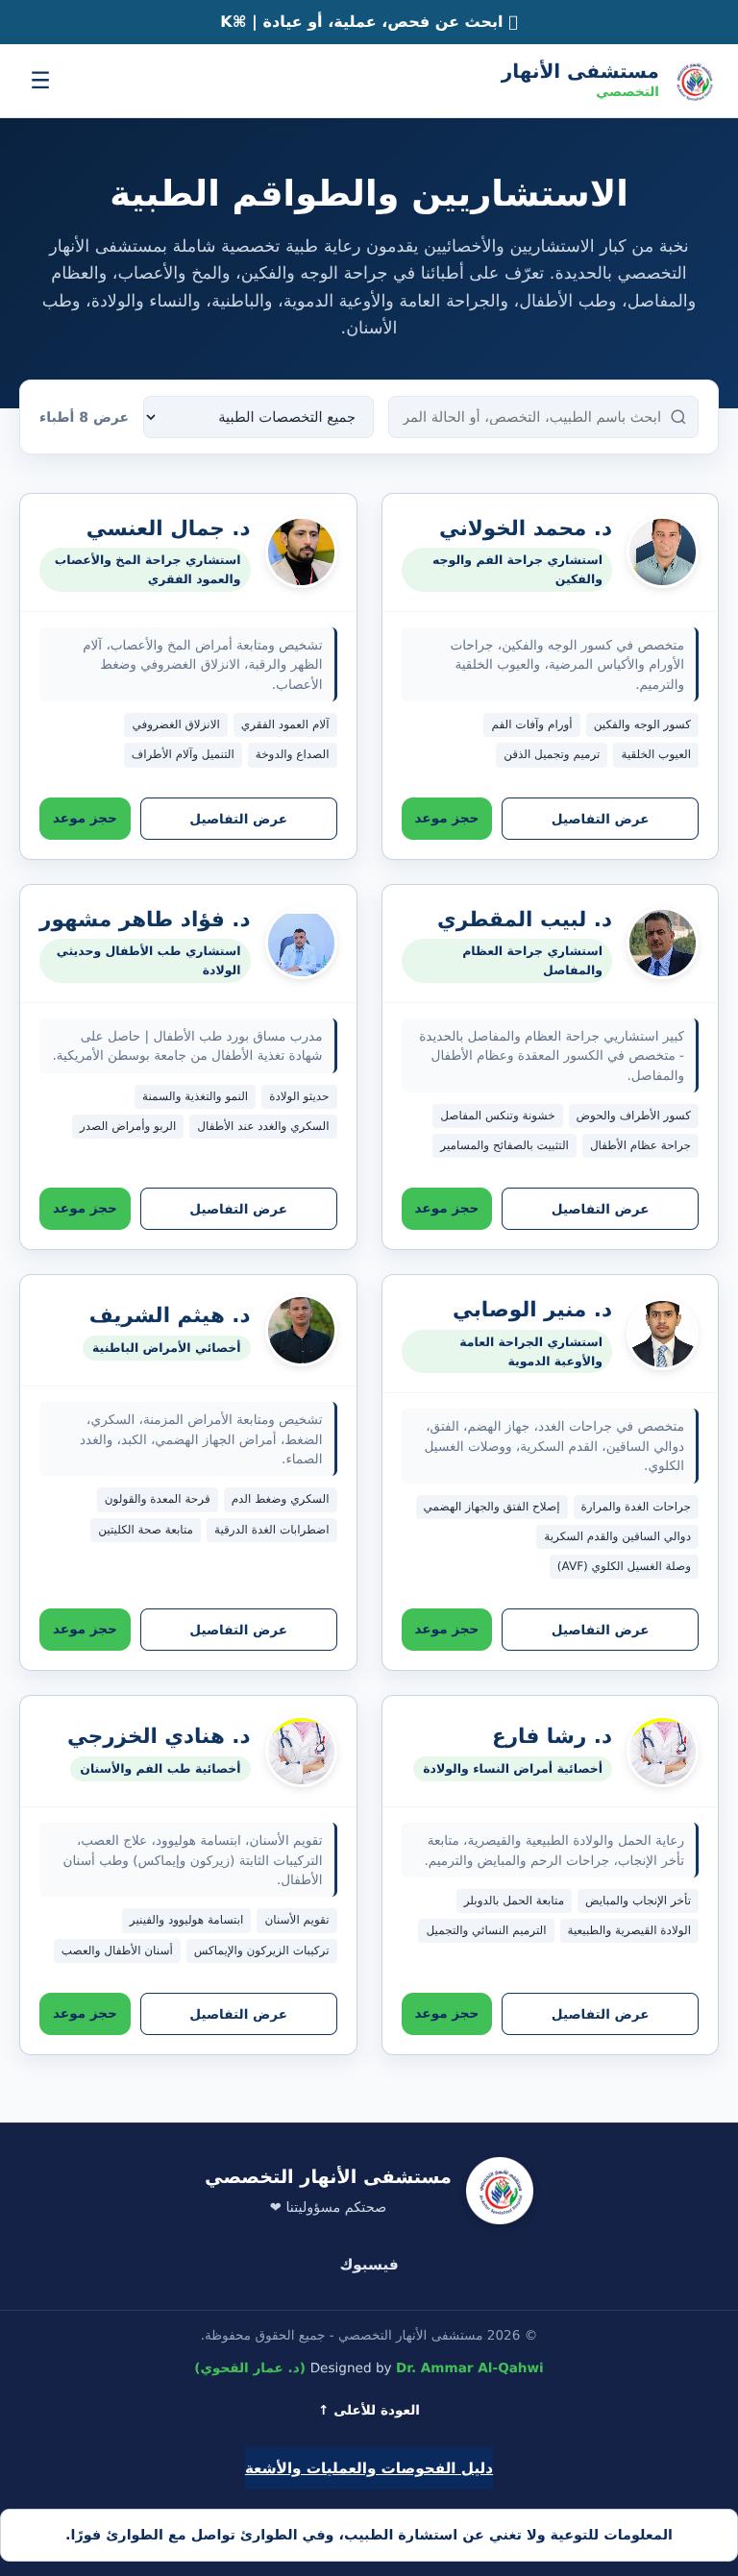 ابحث عن فحص، عملية، أو عيادة | ⌘K
مستشفى الأنهار
التخصصي
☰
الاستشاريين والطواقم الطبية
نخبة من كبار الاستشاريين والأخصائيين يقدمون رعاية طبية تخصصية شاملة بمستشفى الأنهار
التخصصي بالحديدة. تعرّف على أطبائنا في جراحة الوجه والفكين، والمخ والأعصاب، والعظام
والمفاصل، وطب الأطفال، والجراحة العامة والأوعية الدموية، والباطنية، والنساء والولادة، وطب
الأسنان.
ابحث باسم الطبيب، التخصص، أو الحالة المر
جميع التخصصات الطبية
عرض 8 أطباء
د. محمد الخولاني
استشاري جراحة الفم والوجه
والفكين
متخصص في كسور الوجه والفكين، جراحات
الأورام والأكياس المرضية، والعيوب الخلقية
والترميم.
كسور الوجه والفكين
أورام وآفات الفم
العيوب الخلقية
ترميم وتجميل الذقن
عرض التفاصيل
حجز موعد
د. جمال العنسي
استشاري جراحة المخ والأعصاب
والعمود الفقري
تشخيص ومتابعة أمراض المخ والأعصاب، آلام
الظهر والرقبة، الانزلاق الغضروفي وضغط
الأعصاب.
آلام العمود الفقري
الانزلاق الغضروفي
الصداع والدوخة
التنميل وآلام الأطراف
عرض التفاصيل
حجز موعد
د. لبيب المقطري
استشاري جراحة العظام
والمفاصل
كبير استشاريي جراحة العظام والمفاصل بالحديدة
- متخصص في الكسور المعقدة وعظام الأطفال
والمفاصل.
كسور الأطراف والحوض
خشونة وتنكس المفاصل
جراحة عظام الأطفال
التثبيت بالصفائح والمسامير
عرض التفاصيل
حجز موعد
د. فؤاد طاهر مشهور
استشاري طب الأطفال وحديثي
الولادة
مدرب مساق بورد طب الأطفال | حاصل على
شهادة تغذية الأطفال من جامعة بوسطن الأمريكية.
حديثو الولادة
النمو والتغذية والسمنة
السكري والغدد عند الأطفال
الربو وأمراض الصدر
عرض التفاصيل
حجز موعد
د. منير الوصابي
استشاري الجراحة العامة
والأوعية الدموية
متخصص في جراحات الغدد، جهاز الهضم، الفتق،
دوالي الساقين، القدم السكرية، ووصلات الغسيل
الكلوي.
جراحات الغدة والمرارة
إصلاح الفتق والجهاز الهضمي
دوالي الساقين والقدم السكرية
وصلة الغسيل الكلوي (AVF)
عرض التفاصيل
حجز موعد
د. هيثم الشريف
أخصائي الأمراض الباطنية
تشخيص ومتابعة الأمراض المزمنة، السكري،
الضغط، أمراض الجهاز الهضمي، الكبد، والغدد
الصماء.
السكري وضغط الدم
قرحة المعدة والقولون
اضطرابات الغدة الدرقية
متابعة صحة الكليتين
عرض التفاصيل
حجز موعد
د. رشا فارع
أخصائية أمراض النساء والولادة
رعاية الحمل والولادة الطبيعية والقيصرية، متابعة
تأخر الإنجاب، جراحات الرحم والمبايض والترميم.
تأخر الإنجاب والمبايض
متابعة الحمل بالدوبلر
الولادة القيصرية والطبيعية
الترميم النسائي والتجميل
عرض التفاصيل
حجز موعد
د. هنادي الخزرجي
أخصائية طب الفم والأسنان
تقويم الأسنان، ابتسامة هوليوود، علاج العصب،
التركيبات الثابتة (زيركون وإيماكس) وطب أسنان
الأطفال.
تقويم الأسنان
ابتسامة هوليوود والفينير
تركيبات الزيركون والإيماكس
أسنان الأطفال والعصب
عرض التفاصيل
حجز موعد
مستشفى الأنهار التخصصي
صحتكم مسؤوليتنا ❤
فيسبوك
© 2026 مستشفى الأنهار التخصصي - جميع الحقوق محفوظة.
Designed by Dr. Ammar Al-Qahwi (د. عمار القحوي)
العودة للأعلى ↑
دليل الفحوصات والعمليات والأشعة
المعلومات للتوعية ولا تغني عن استشارة الطبيب، وفي الطوارئ تواصل مع الطوارئ فورًا.